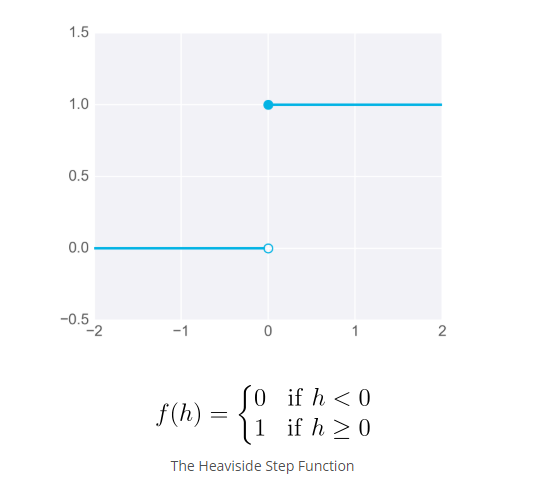 1.5
1.0
0.5
0.0
−0.5
−2 −1 0 1 2
f(h) = {0 if h < 0
1 if h ≥ 0
The Heaviside Step Function